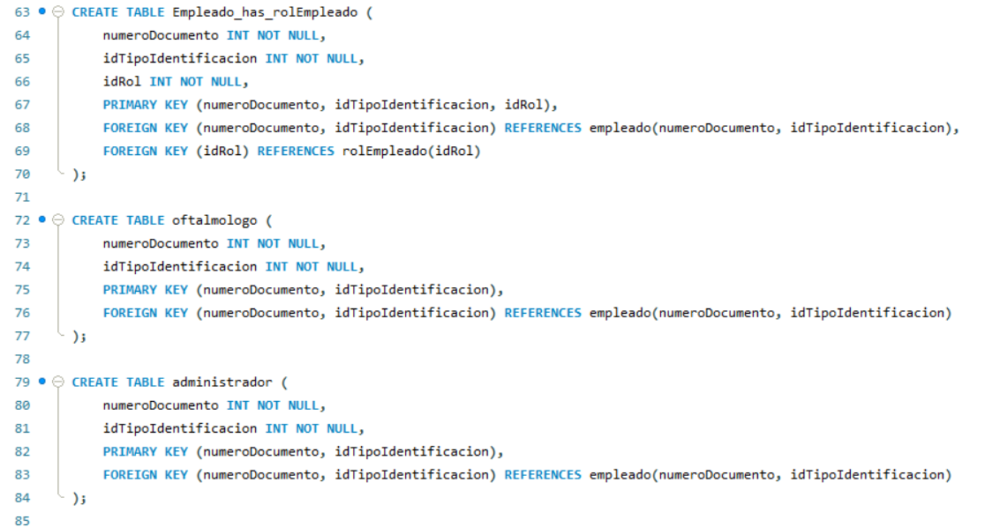 63 CREATE TABLE Empleado_has_rolEmpleado (
64 numeroDocumento INT NOT NULL,
65 idTipoIdentificacion INT NOT NULL,
66 idRol INT NOT NULL,
67 PRIMARY KEY (numeroDocumento, idTipoIdentificacion, idRol),
68 FOREIGN KEY (numeroDocumento, idTipoIdentificacion) REFERENCES empleado(numeroDocumento, idTipoIdentificacion),
69 FOREIGN KEY (idRol) REFERENCES rolEmpleado(idRol)
70 );
71
72 CREATE TABLE oftalmologo (
73 numeroDocumento INT NOT NULL,
74 idTipoIdentificacion INT NOT NULL,
75 PRIMARY KEY (numeroDocumento, idTipoIdentificacion),
76 FOREIGN KEY (numeroDocumento, idTipoIdentificacion) REFERENCES empleado(numeroDocumento, idTipoIdentificacion)
77 );
78
79 CREATE TABLE administrador (
80 numeroDocumento INT NOT NULL,
81 idTipoIdentificacion INT NOT NULL,
82 PRIMARY KEY (numeroDocumento, idTipoIdentificacion),
83 FOREIGN KEY (numeroDocumento, idTipoIdentificacion) REFERENCES empleado(numeroDocumento, idTipoIdentificacion)
84 );
85